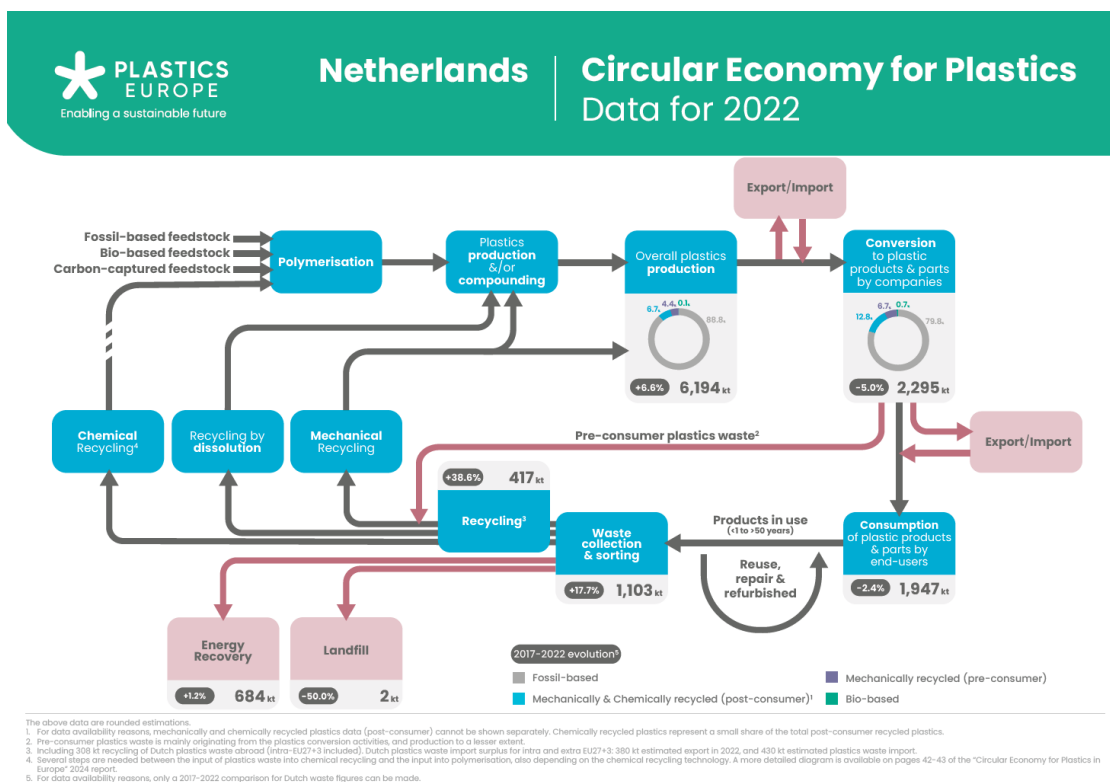 PLASTICS
EUROPE
Enabling a sustainable future
Netherlands
Circular Economy for Plastics
Data for 2022
Export/Import
Fossil-based feedstock
Bio-based feedstock
Carbon-captured feedstock
Polymerisation
Plastics
production
&/or
compounding
Overall plastics
production
6.7%
4.4%
0.1%
88.8%
+6.6%
6,194 kt
Conversion
to plastic
products & parts
by companies
12.8%
6.7%
0.7%
79.8%
-5.0%
2,295 kt
Chemical
Recycling4
Recycling by
dissolution
Mechanical
Recycling
Pre-consumer plastics waste2
Export/Import
+38.6%
417 kt
Recycling3
Waste
collection
& sorting
+17.7%
1,103 kt
Products in use
(<1 to >50 years)
Reuse,
repair &
refurbished
Consumption
of plastic products
& parts by
end-users
-2.4%
1,947 kt
Energy
Recovery
+1.2%
684 kt
Landfill
-50.0%
2 kt
2017-2022 evolution5
Fossil-based
Mechanically & Chemically recycled (post-consumer)1
Mechanically recycled (pre-consumer)
Bio-based
The above data are rounded estimations.
1. For data availability reasons, mechanically and chemically recycled plastics data (post-consumer) cannot be shown separately. Chemically recycled plastics represent a small share of the total post-consumer recycled plastics.
2. Pre-consumer plastics waste is mainly originating from the plastics conversion activities, and production to a lesser extent.
3. Including 308 kt recycling of Dutch plastics waste abroad (intra-EU27+3 included). Dutch plastics waste import surplus for intra and extra EU27+3: 380 kt estimated export in 2022, and 430 kt estimated plastics waste import.
4. Several steps are needed between the input of plastics waste into chemical recycling and the input into polymerisation, also depending on the chemical recycling technology. A more detailed diagram is available on pages 42-43 of the “Circular Economy for Plastics in
Europe” 2024 report.
5. For data availability reasons, only a 2017-2022 comparison for Dutch waste figures can be made.